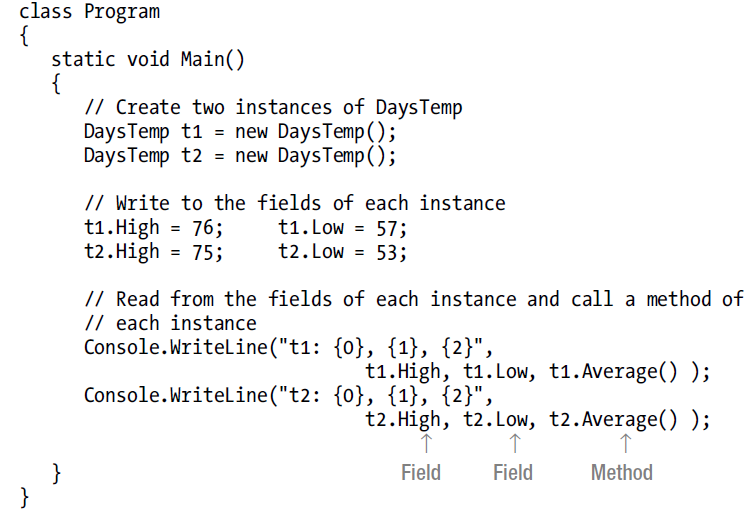 class Program
{
static void Main()
{
// Create two instances of DaysTemp
DaysTemp t1 = new DaysTemp();
DaysTemp t2 = new DaysTemp();
// Write to the fields of each instance
t1.High = 76; t1.Low = 57;
t2.High = 75; t2.Low = 53;
// Read from the fields of each instance and call a method of
// each instance
Console.WriteLine("t1: {0}, {1}, {2}",
t1.High, t1.Low, t1.Average() );
Console.WriteLine("t2: {0}, {1}, {2}",
t2.High, t2.Low, t2.Average() );
↑ ↑ ↑
} Field Field Method
}